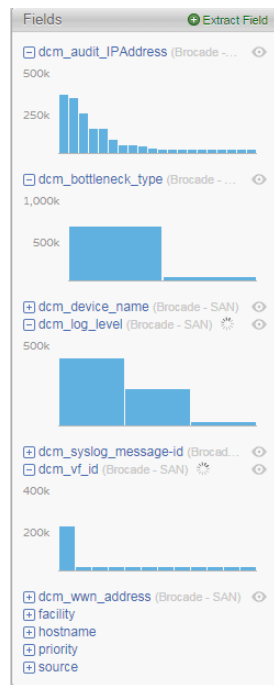 Fields Extract Field
dcm_audit_IPAddress (Brocade -...
500k
250k
dcm_bottleneck_type (Brocade - ...
1,000k
500k
dcm_device_name (Brocade - SAN)
dcm_log_level (Brocade - SAN)
500k
dcm_syslog_message-id (Brocad...
dcm_vf_id (Brocade - SAN)
400k
200k
dcm_wwn_address (Brocade - SAN)
facility
hostname
priority
source